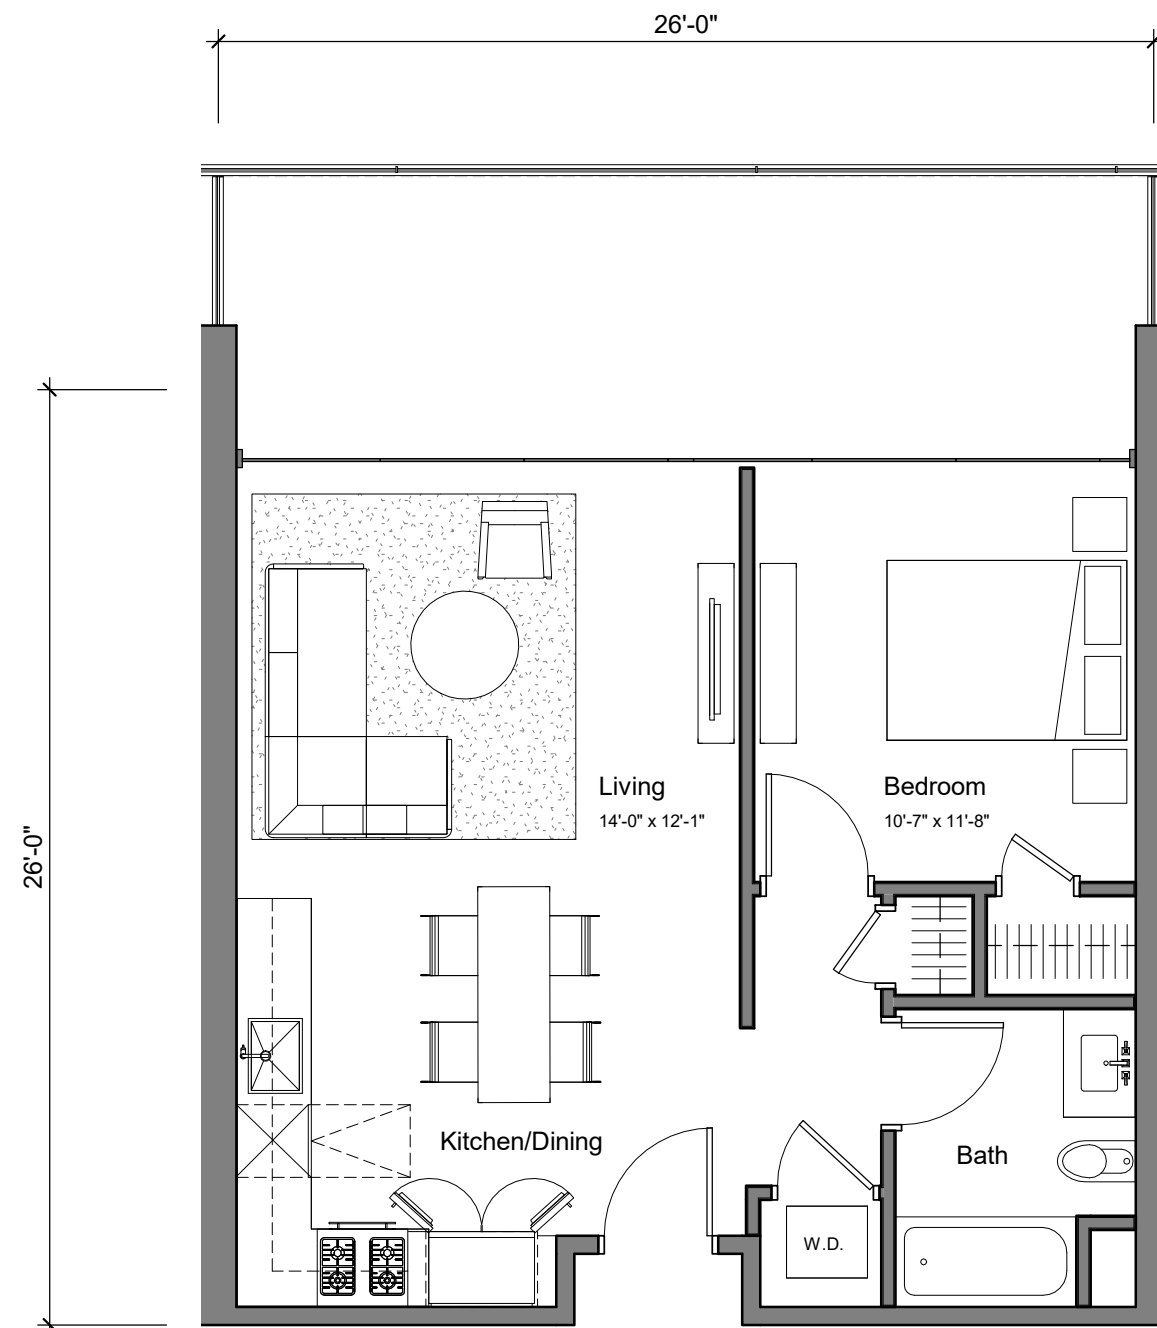 26'-0"
26'-0"
Living
14'-0" x 12'-1"
Bedroom
10'-7" x 11'-8"
Kitchen/Dining
Bath
W.D.